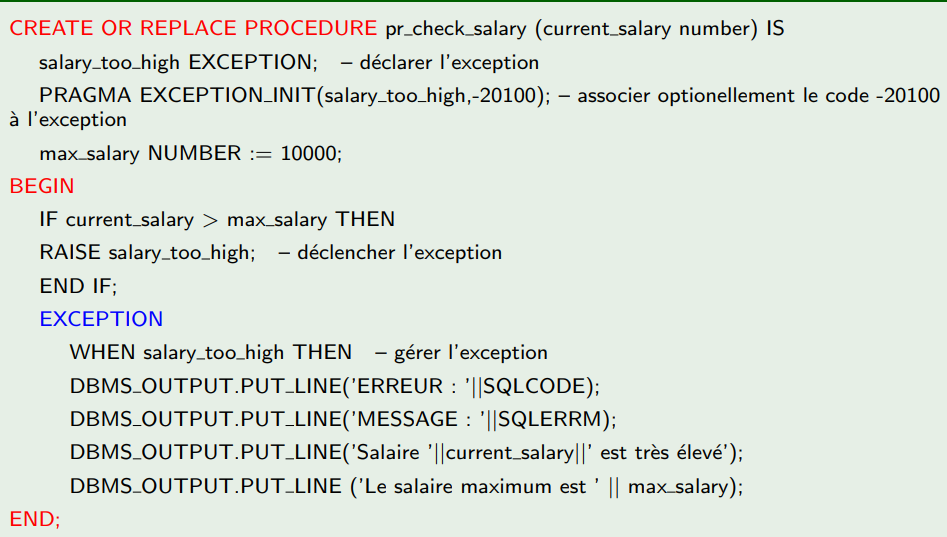 CREATE OR REPLACE PROCEDURE pr_check_salary (current_salary number) IS
salary_too_high EXCEPTION; – déclarer l'exception
PRAGMA EXCEPTION_INIT(salary_too_high,-20100); – associer optionellement le code -20100
à l'exception
max_salary NUMBER := 10000;
BEGIN
IF current_salary > max_salary THEN
RAISE salary_too_high; – déclencher l'exception
END IF;
EXCEPTION
WHEN salary_too_high THEN – gérer l'exception
DBMS_OUTPUT.PUT_LINE('ERREUR : '||SQLCODE);
DBMS_OUTPUT.PUT_LINE('MESSAGE : '||SQLERRM);
DBMS_OUTPUT.PUT_LINE('Salaire '||current_salary||' est très élevé');
DBMS_OUTPUT.PUT_LINE ('Le salaire maximum est ' || max_salary);
END;